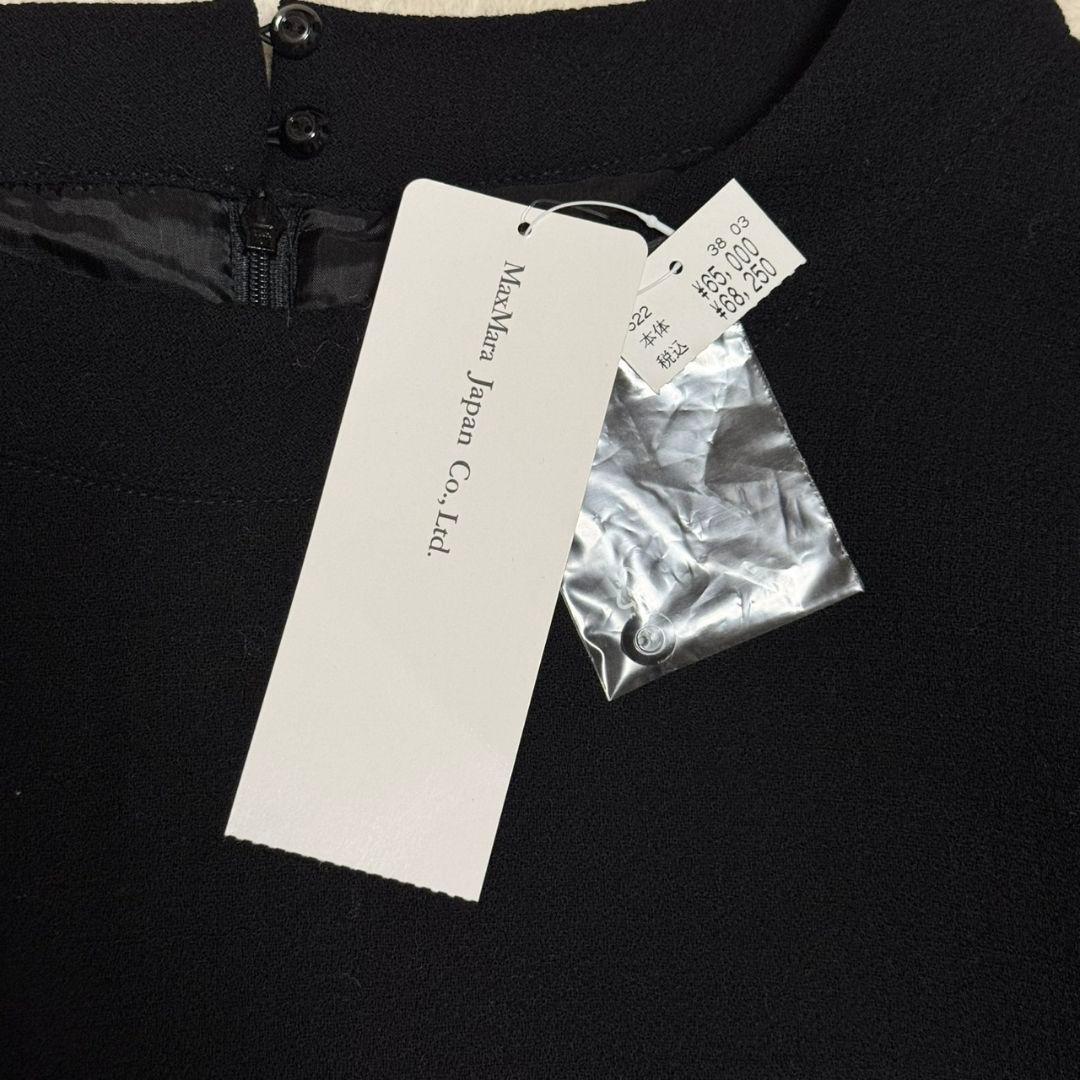 MaxMara Japan Co.,Ltd.
38 03
本体 ¥65,000
税込 ¥68,250